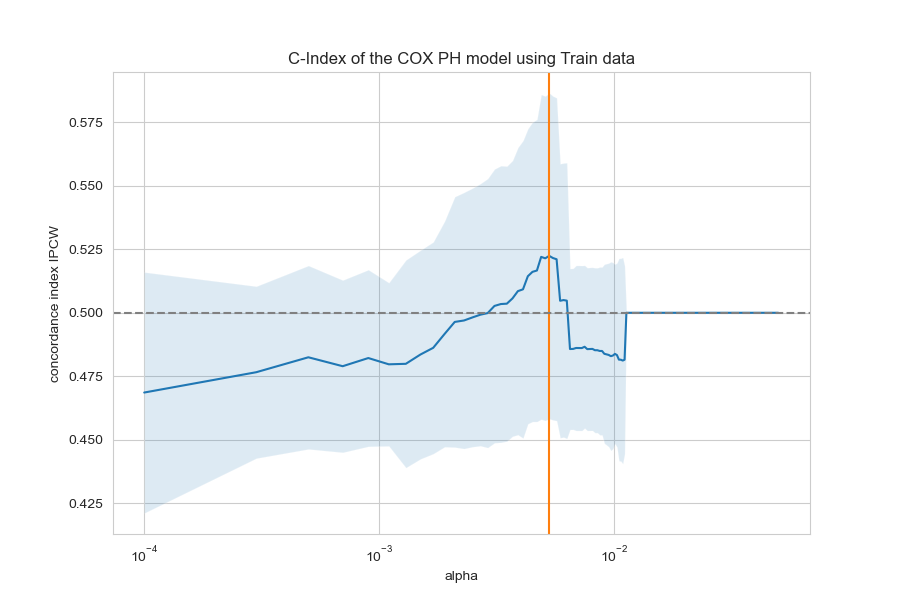 C-Index of the COX PH model using Train data
concordance index IPCW
0.575
0.550
0.525
0.500
0.475
0.450
0.425
10⁻⁴ 10⁻³ 10⁻²
alpha